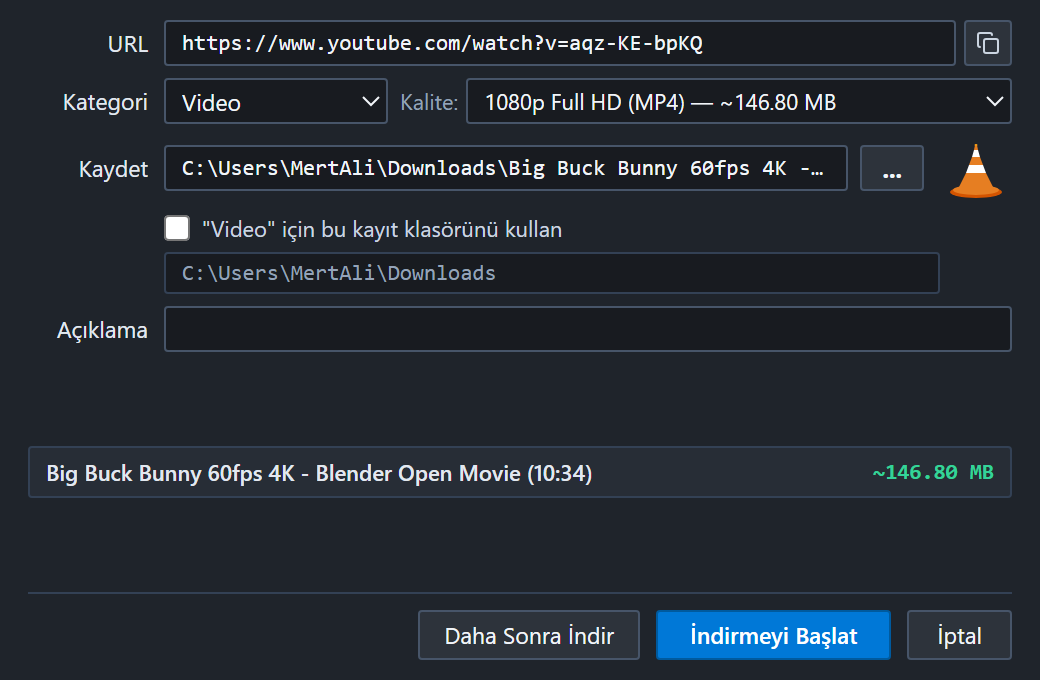 URL https://www.youtube.com/watch?v=aqz-KE-bpKQ
Kategori Video Kalite: 1080p Full HD (MP4) — ~146.80 MB
Kaydet C:\Users\MertAli\Downloads\Big Buck Bunny 60fps 4K -… ...
"Video" için bu kayıt klasörünü kullan
C:\Users\MertAli\Downloads
Açıklama
Big Buck Bunny 60fps 4K - Blender Open Movie (10:34) ~146.80 MB
Daha Sonra İndir İndirmeyi Başlat İptal